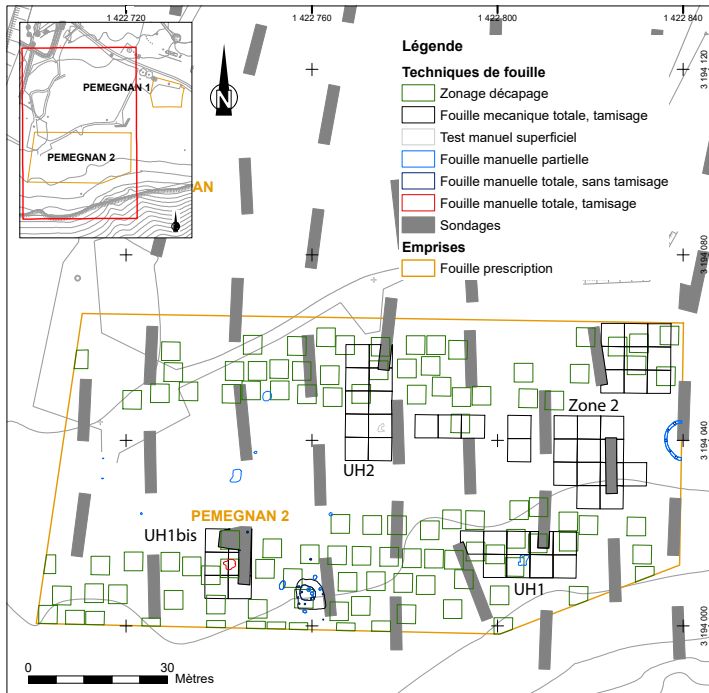 1 422 720
1 422 760
1 422 800
1 422 840
3 194 120
3 194 080
3 194 040
3 194 000
PEMEGNAN 1
PEMEGNAN 2
AN
N
Légende
Techniques de fouille
Zonage décapage
Fouille mecanique totale, tamisage
Test manuel superficiel
Fouille manuelle partielle
Fouille manuelle totale, sans tamisage
Fouille manuelle totale, tamisage
Sondages
Emprises
Fouille prescription
Zone 2
UH2
PEMEGNAN 2
UH1bis
UH1
0 30
Mètres